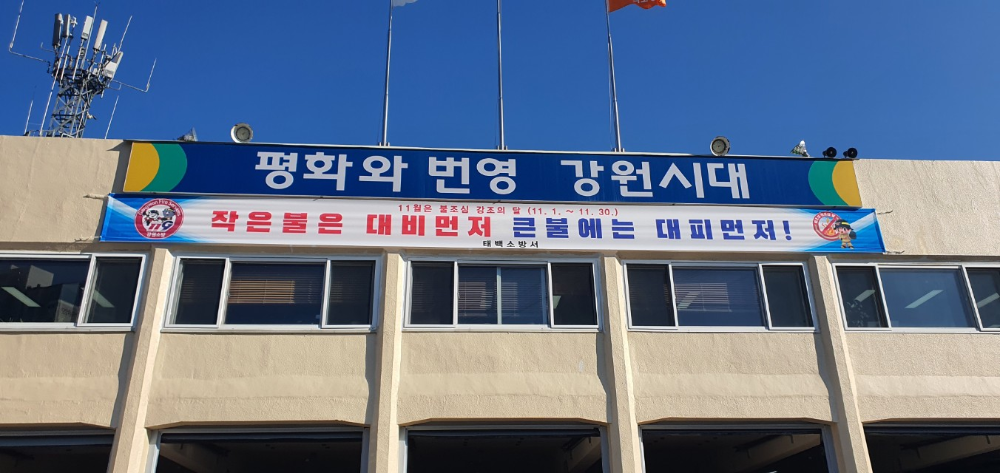 평화와 번영 강원시대
11월은 불조심 강조의 달 (11. 1. ~ 11. 30.)
작은불은 대비먼저 큰불에는 대피먼저!
태백소방서
119